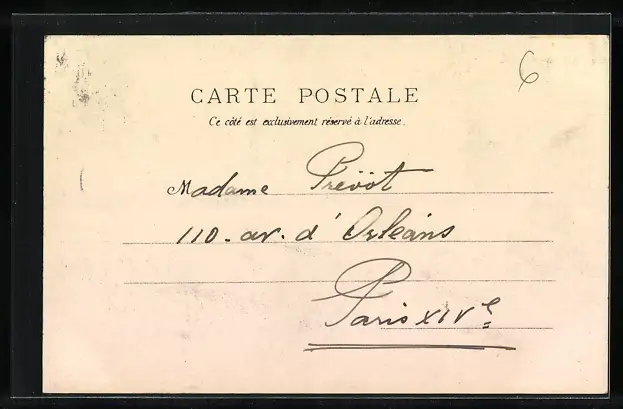 6
CARTE POSTALE
Ce côté est exclusivement réservé à l'adresse.
Madame Prévôt
110 - av. d'Orléans
Paris XIVe